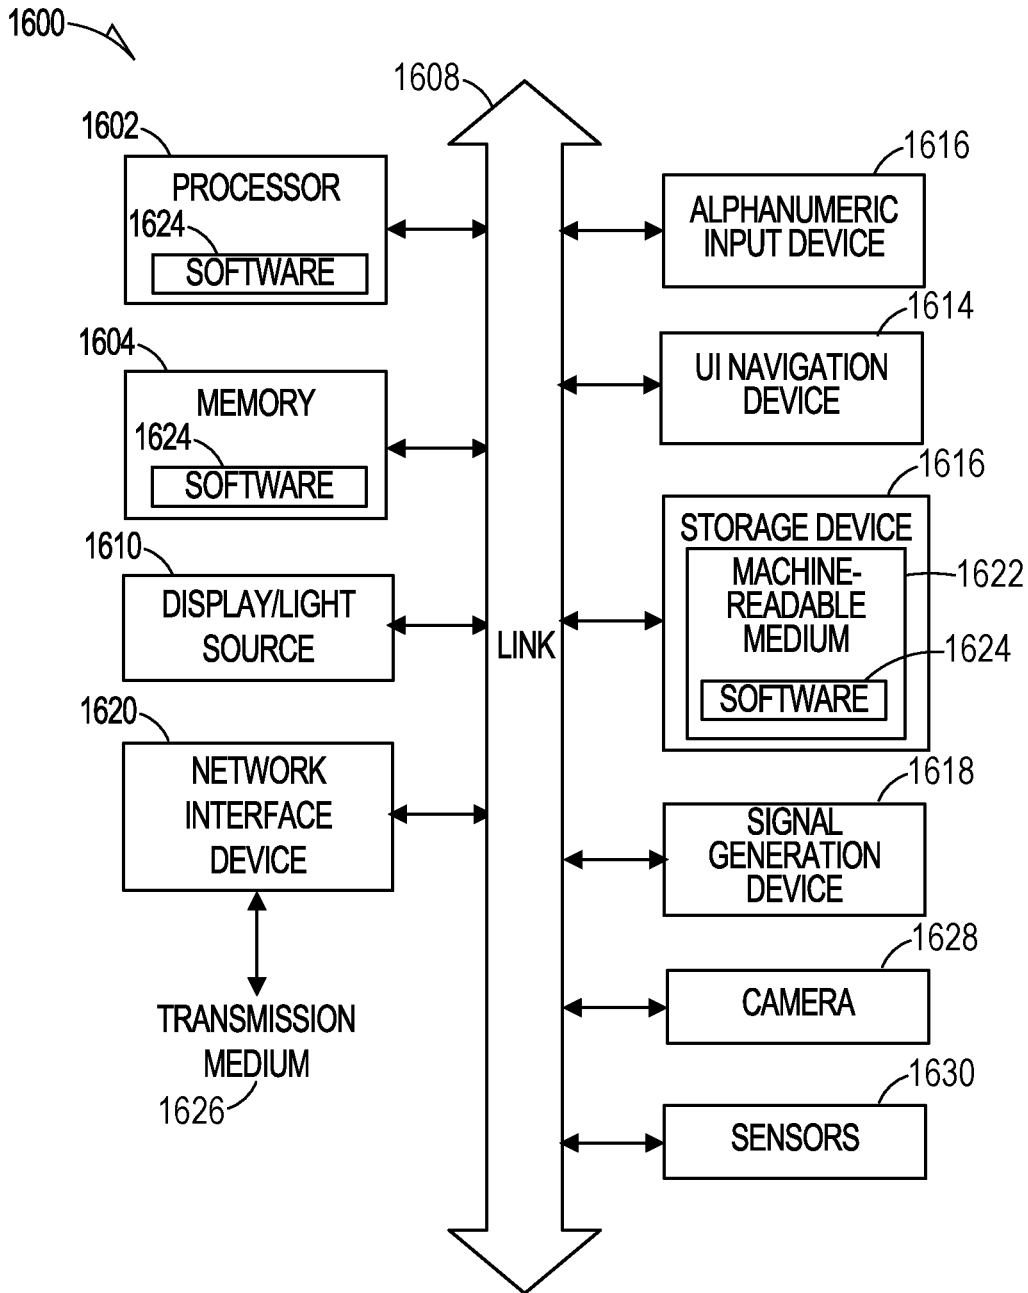 1600
1608
1602
PROCESSOR
1624
SOFTWARE
1604
MEMORY
1624
SOFTWARE
1610
DISPLAY/LIGHT
SOURCE
1620
NETWORK
INTERFACE
DEVICE
TRANSMISSION
MEDIUM
1626
LINK
1616
ALPHANUMERIC
INPUT DEVICE
1614
UI NAVIGATION
DEVICE
1616
STORAGE DEVICE
MACHINE-
READABLE
MEDIUM
1622
1624
SOFTWARE
1618
SIGNAL
GENERATION
DEVICE
1628
CAMERA
1630
SENSORS